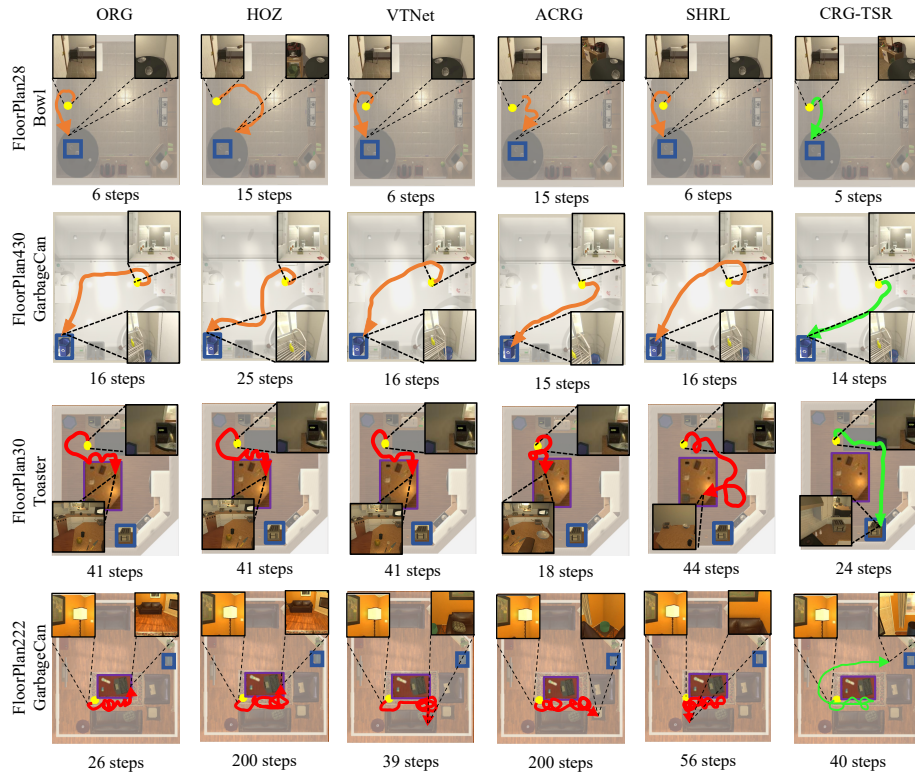 ORG HOZ VTNet ACRG SHRL CRG-TSR
FloorPlan28
Bowl
6 steps 15 steps 6 steps 15 steps 6 steps 5 steps
FloorPlan430
GarbageCan
16 steps 25 steps 16 steps 15 steps 16 steps 14 steps
FloorPlan30
Toaster
41 steps 41 steps 41 steps 18 steps 44 steps 24 steps
FloorPlan222
GarbageCan
26 steps 200 steps 39 steps 200 steps 56 steps 40 steps